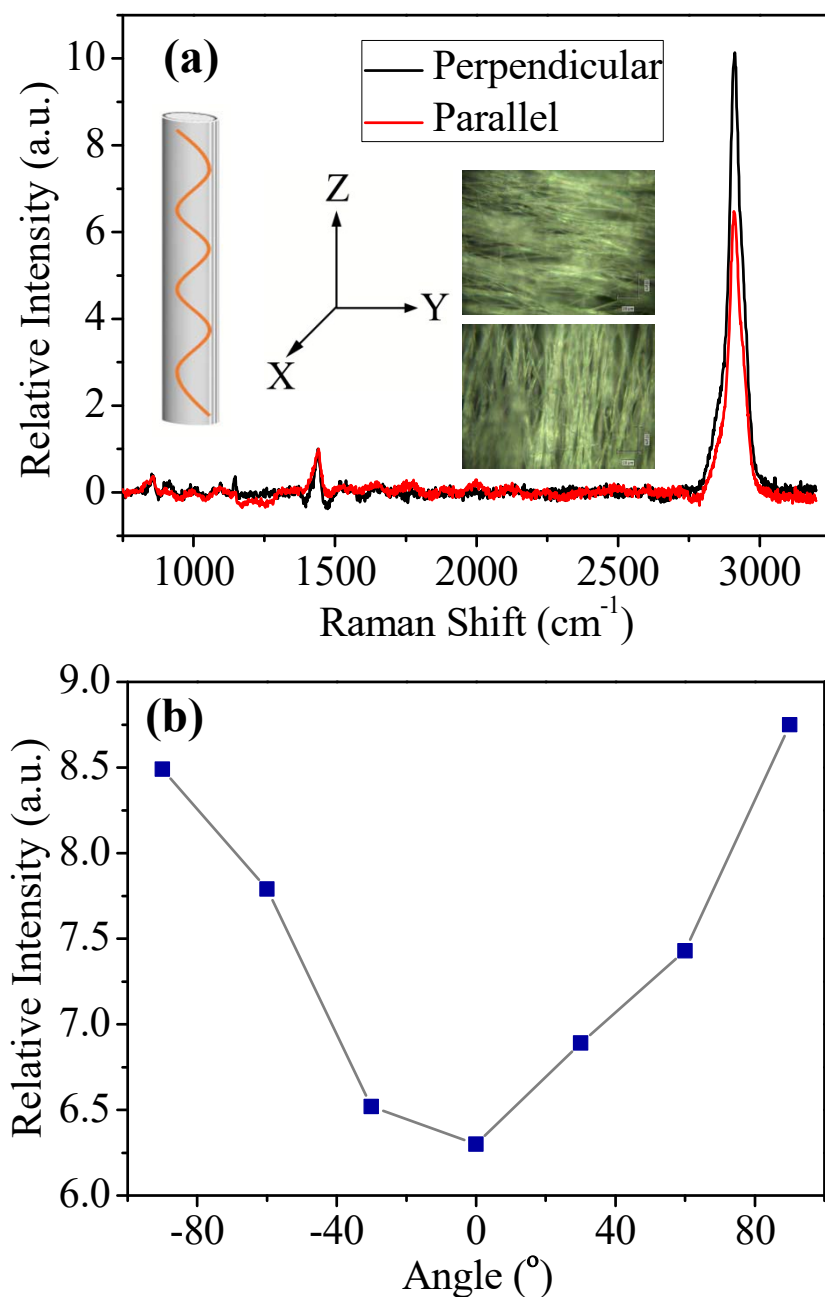 (a)
Perpendicular
Parallel
10
8
6
4
2
0
Relative Intensity (a.u.)
Z
Y
X
1000 1500 2000 2500 3000
Raman Shift (cm⁻¹)
(b)
9.0
8.5
8.0
7.5
7.0
6.5
6.0
Relative Intensity (a.u.)
-80 -40 0 40 80
Angle (°)